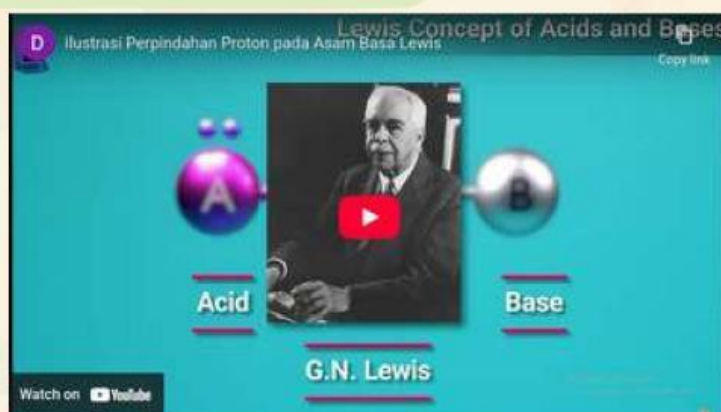 Lewis Concept of Acids and Bases
D
Ilustrasi Perpindahan Proton pada Asam Basa Lewis
Copy link
A
B
Acid
Base
G.N. Lewis
Watch on YouTube